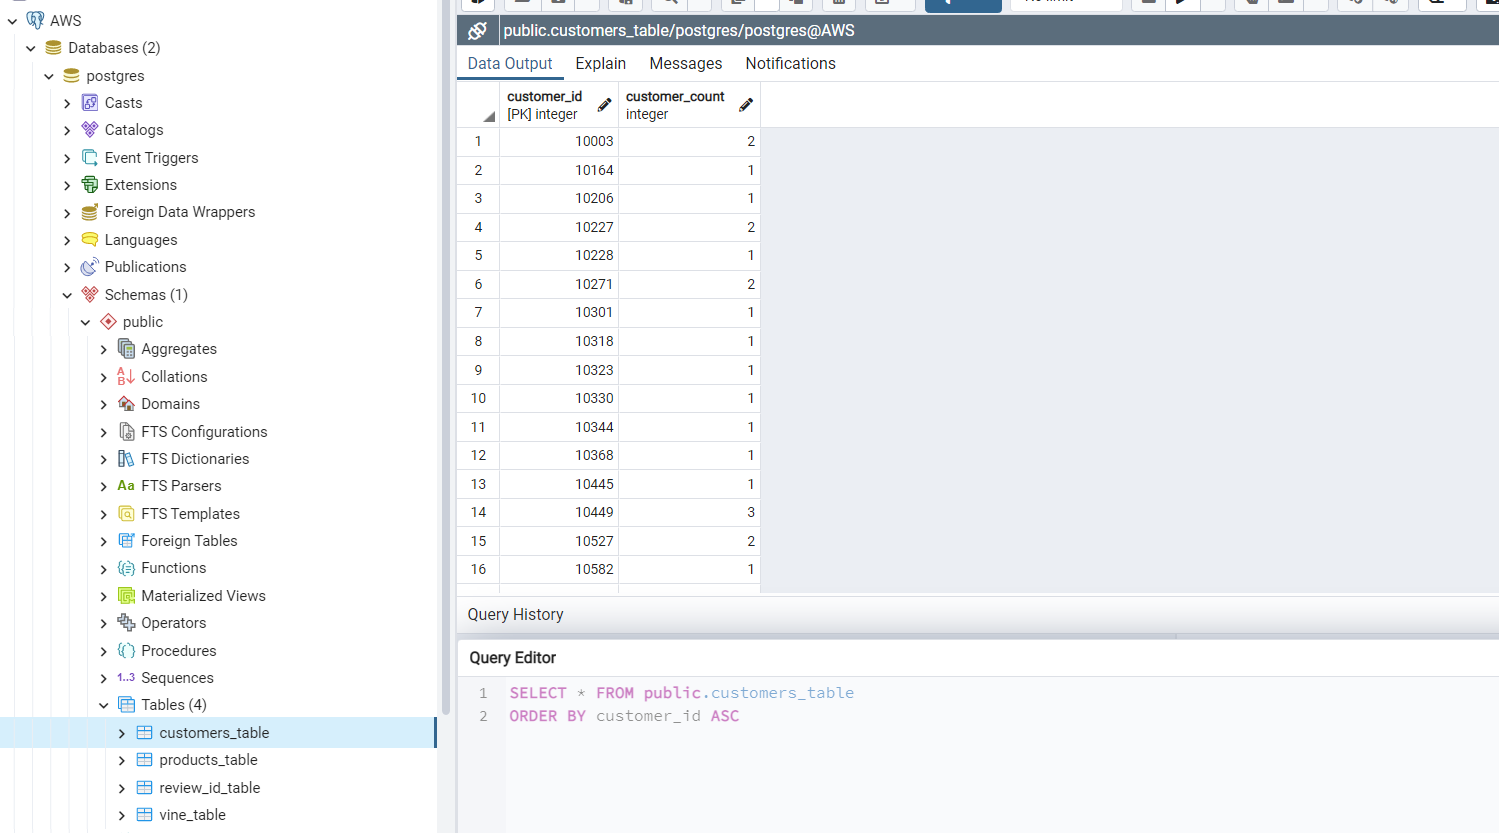 AWS
Databases (2)
postgres
Casts
Catalogs
Event Triggers
Extensions
Foreign Data Wrappers
Languages
Publications
Schemas (1)
public
Aggregates
Collations
Domains
FTS Configurations
FTS Dictionaries
Aa FTS Parsers
FTS Templates
Foreign Tables
Functions
Materialized Views
Operators
Procedures
1..3 Sequences
Tables (4)
customers_table
products_table
review_id_table
vine_table
public.customers_table/postgres/postgres@AWS
Data Output Explain Messages Notifications
customer_id customer_count
[PK] integer integer
1 10003 2
2 10164 1
3 10206 1
4 10227 2
5 10228 1
6 10271 2
7 10301 1
8 10318 1
9 10323 1
10 10330 1
11 10344 1
12 10368 1
13 10445 1
14 10449 3
15 10527 2
16 10582 1
Query History
Query Editor
1 SELECT * FROM public.customers_table
2 ORDER BY customer_id ASC